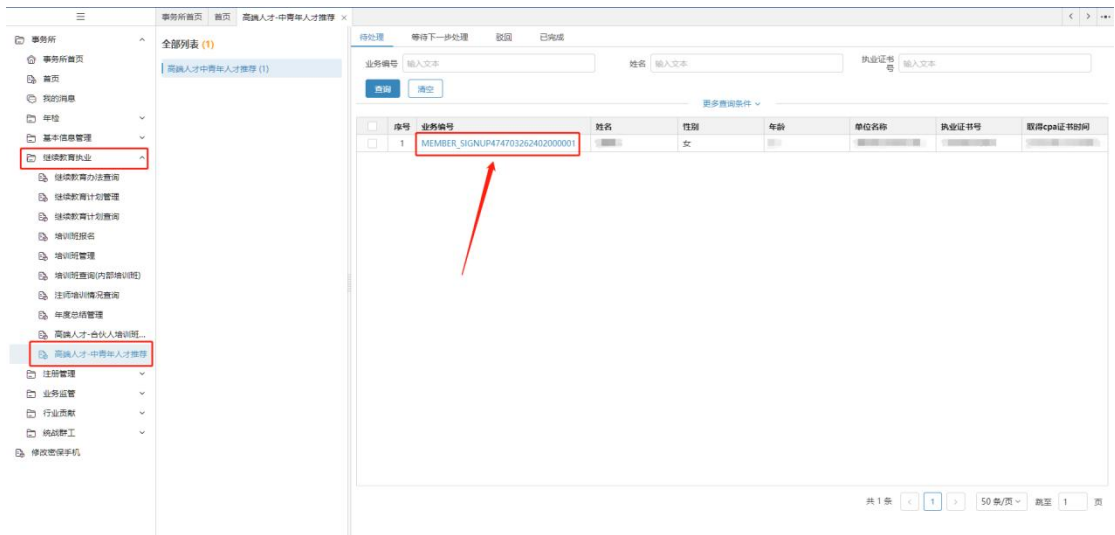 事务所首页 首页 高端人才-中青年人才推荐 ×
事务所
事务所首页
首页
我的消息
年检
基本信息管理
继续教育执业
继续教育办法查询
继续教育计划管理
继续教育计划查询
培训班报名
培训班管理
培训班查询(内部培训班)
注师培训情况查询
年度总结管理
高端人才-合伙人培训班...
高端人才-中青年人才推荐
注册管理
业务监管
行业贡献
统战群工
修改密保手机
全部列表 (1)
高端人才中青年人才推荐 (1)
待处理 等待下一步处理 驳回 已完成
业务编号 输入文本 姓名 输入文本 执业证书号 输入文本
查询 清空
更多查询条件
序号 业务编号 姓名 性别 年龄 单位名称 执业证书号 取得cpa证书时间
1 MEMBER_SIGNUP474703262402000001 女
共 1 条 < 1 > 50 条/页 跳至 1 页